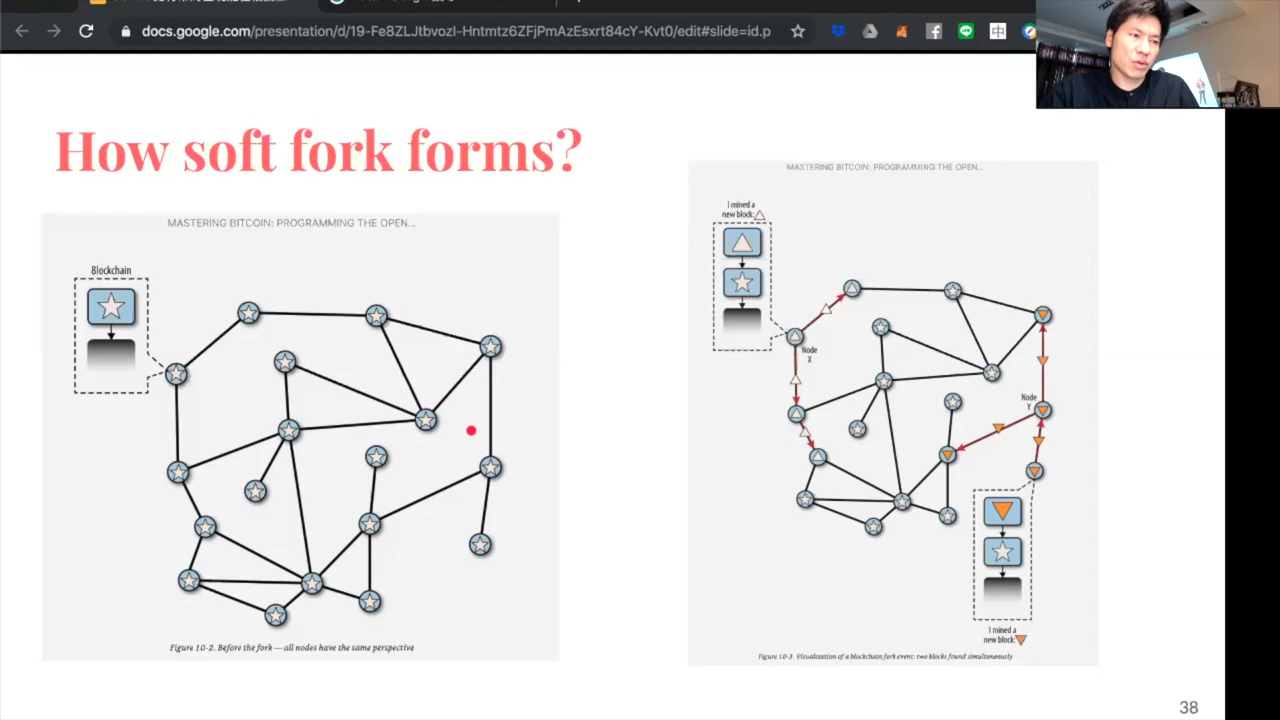 docs.google.com/presentation/d/19-Fe8ZLJtbvozI-Hntmtz6ZFjPmAzEsxrt84cY-Kvt0/edit#slide=id.p
中
How soft fork forms?
MASTERING BITCOIN: PROGRAMMING THE OPEN...
Blockchain
Figure 10-2. Before the fork — all nodes have the same perspective
MASTERING BITCOIN: PROGRAMMING THE OPEN...
I mined a
new block:
Node
X
Node
Y
I mined a
new block:
Figure 10-3. Visualization of a blockchain fork event: two blocks found simultaneously
38